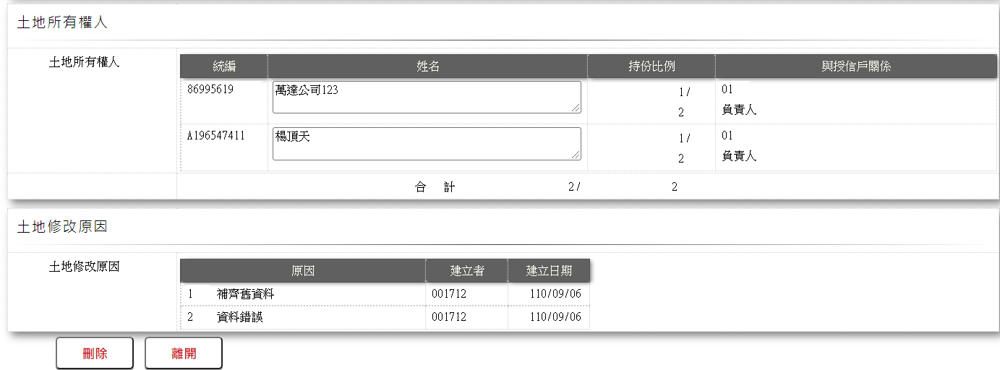 土地所有權人
土地所有權人
統編 姓名 持份比例 與授信戶關係
86995619 萬達公司123 1 / 01
2 負責人
A196547411 楊頂天 1 / 01
2 負責人
合 計 2 / 2
土地修改原因
土地修改原因
原因 建立者 建立日期
1 補齊舊資料 001712 110/09/06
2 資料錯誤 001712 110/09/06
刪除 離開